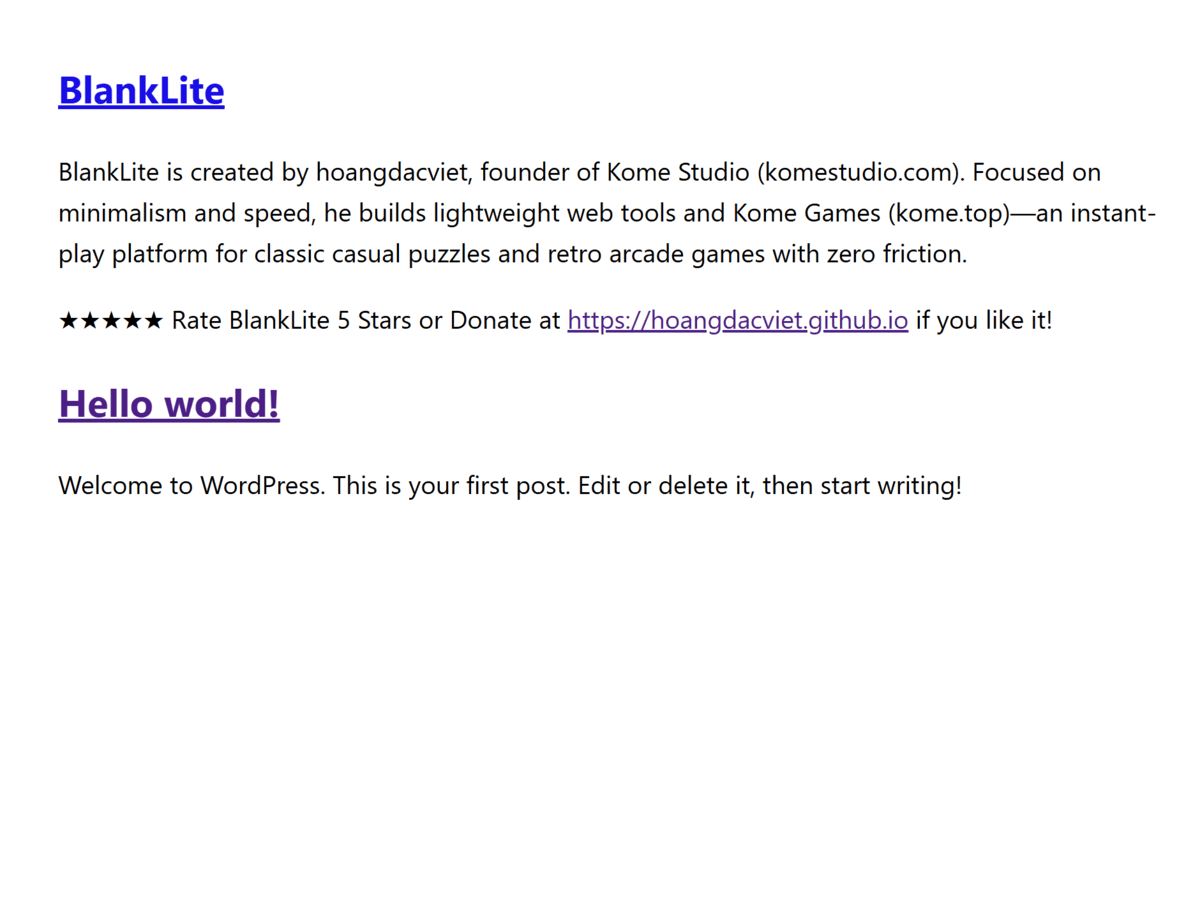 BlankLite
BlankLite is created by hoangdacviet, founder of Kome Studio (komestudio.com). Focused on
minimalism and speed, he builds lightweight web tools and Kome Games (kome.top)—an instant-
play platform for classic casual puzzles and retro arcade games with zero friction.
★★★★★ Rate BlankLite 5 Stars or Donate at https://hoangdacviet.github.io if you like it!
Hello world!
Welcome to WordPress. This is your first post. Edit or delete it, then start writing!